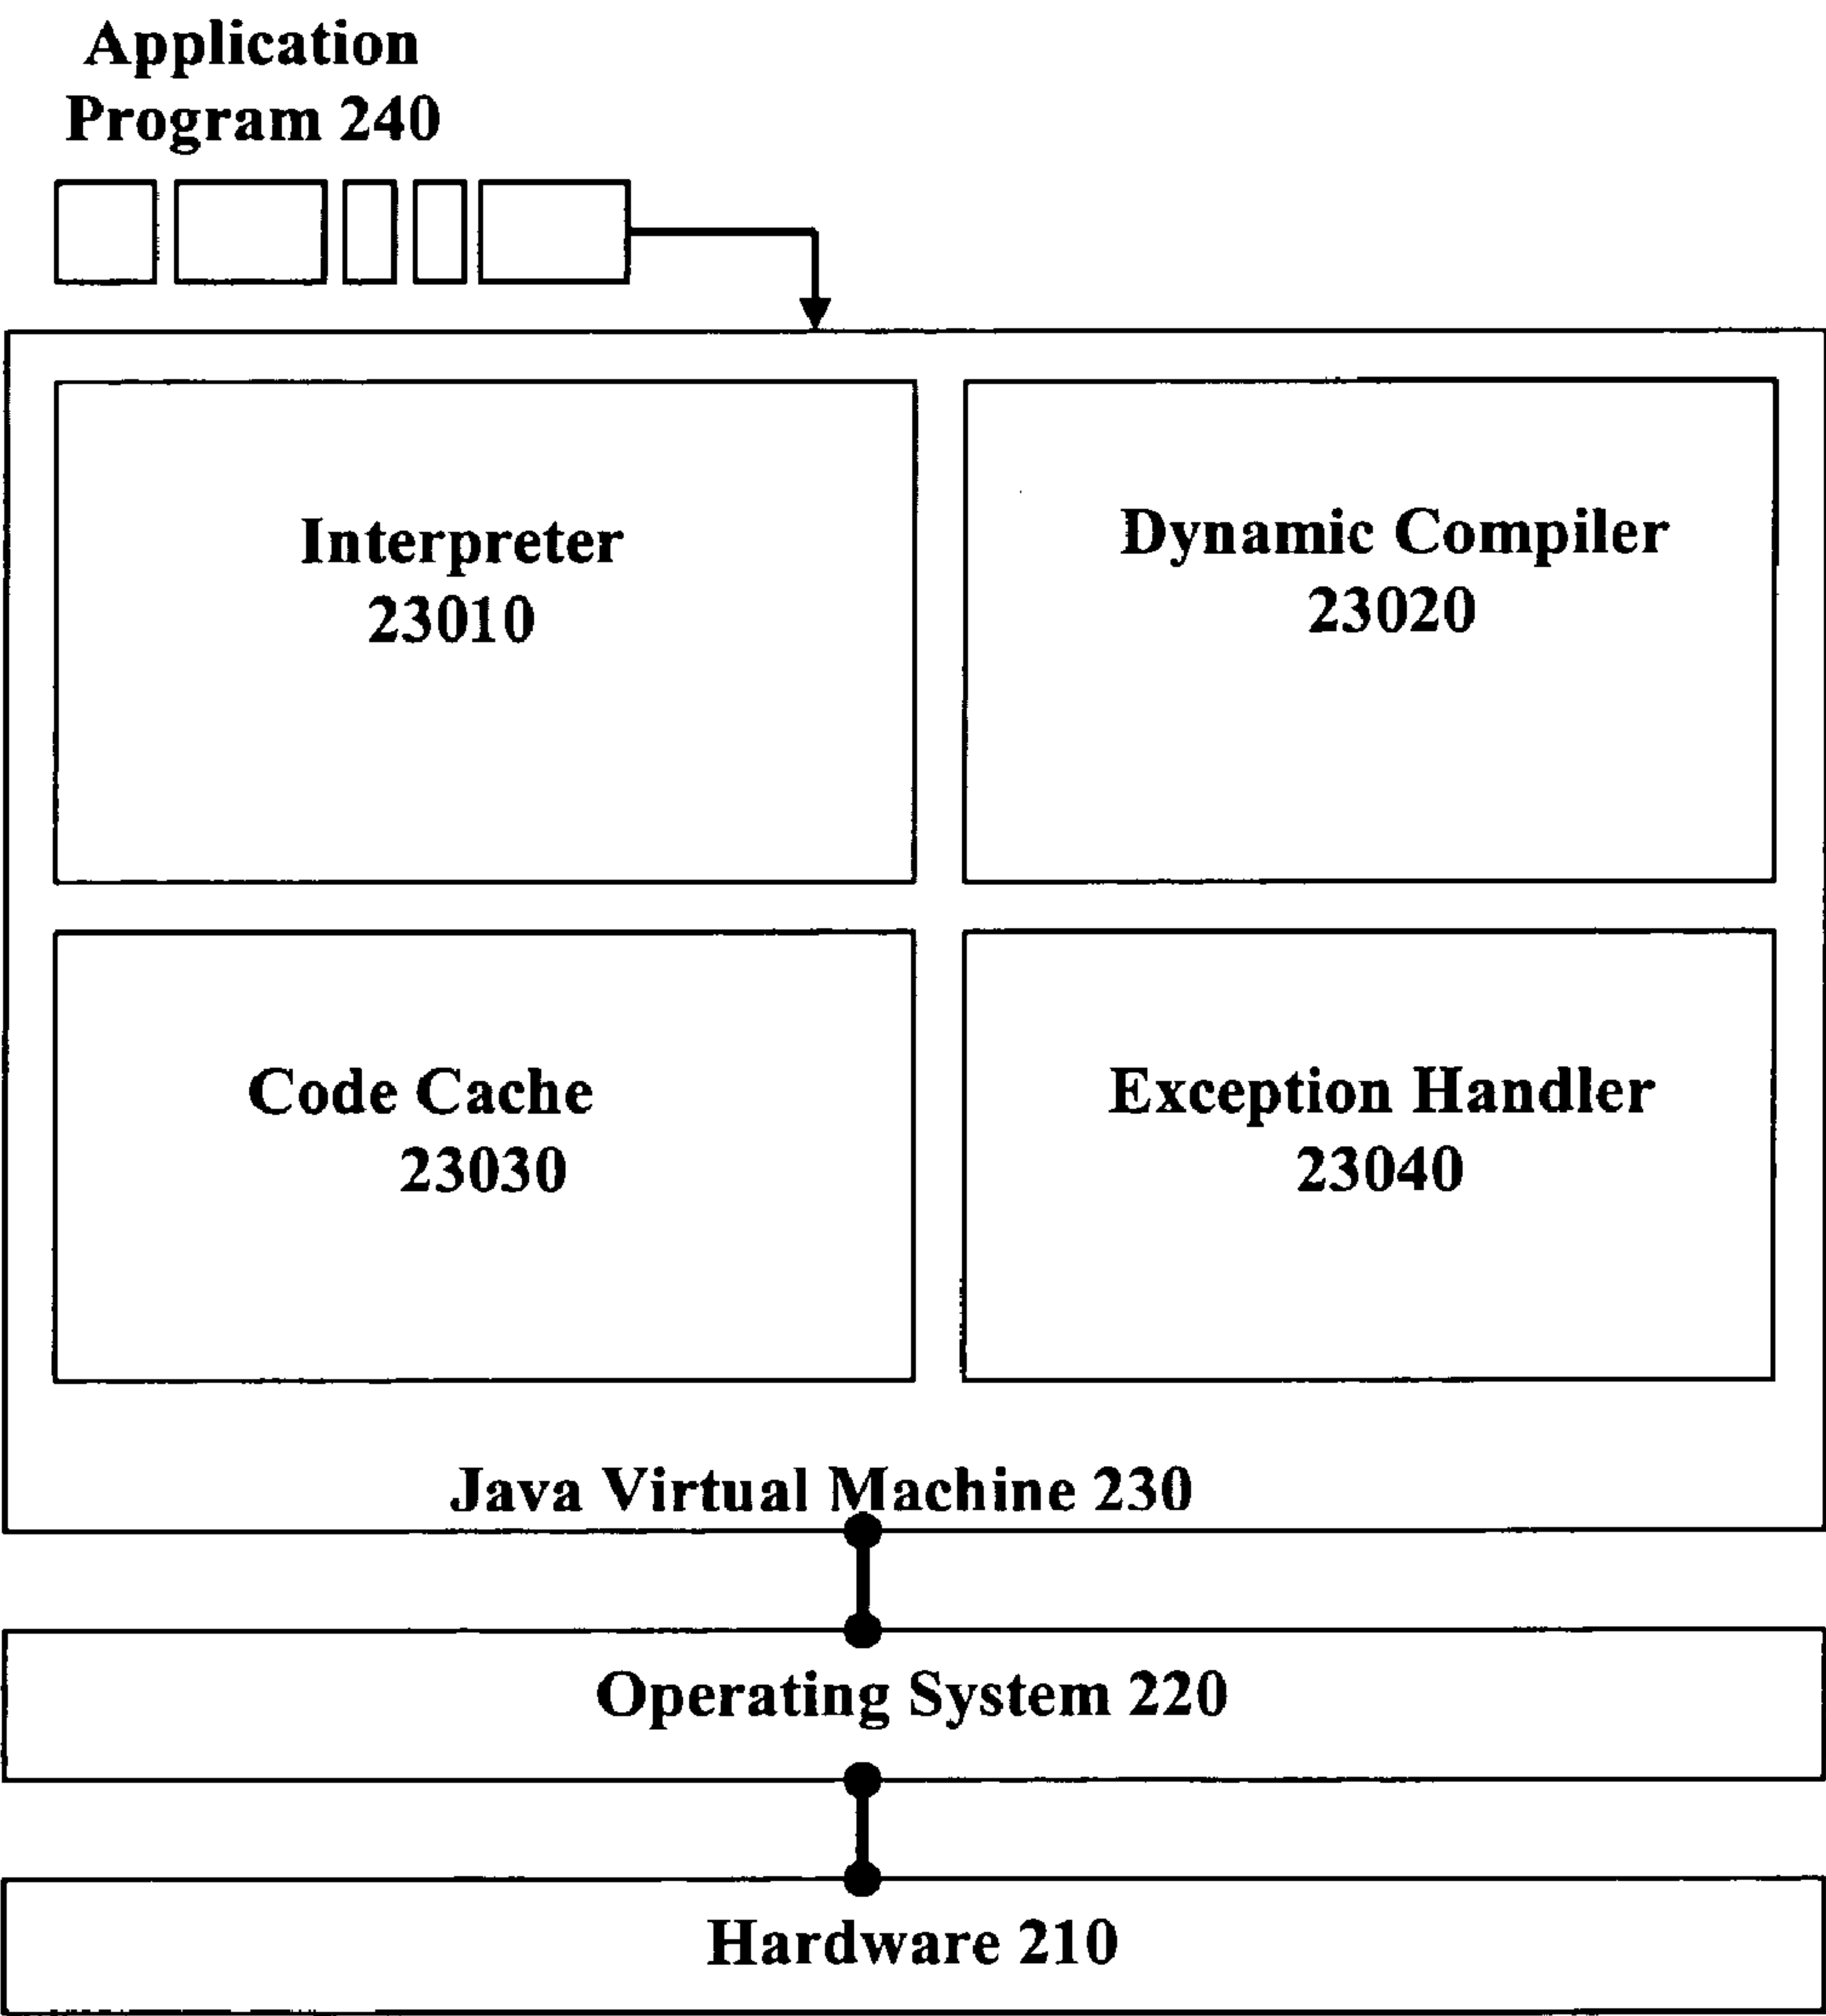 Application
Program 240
Interpreter
23010
Dynamic Compiler
23020
Code Cache
23030
Exception Handler
23040
Java Virtual Machine 230
Operating System 220
Hardware 210